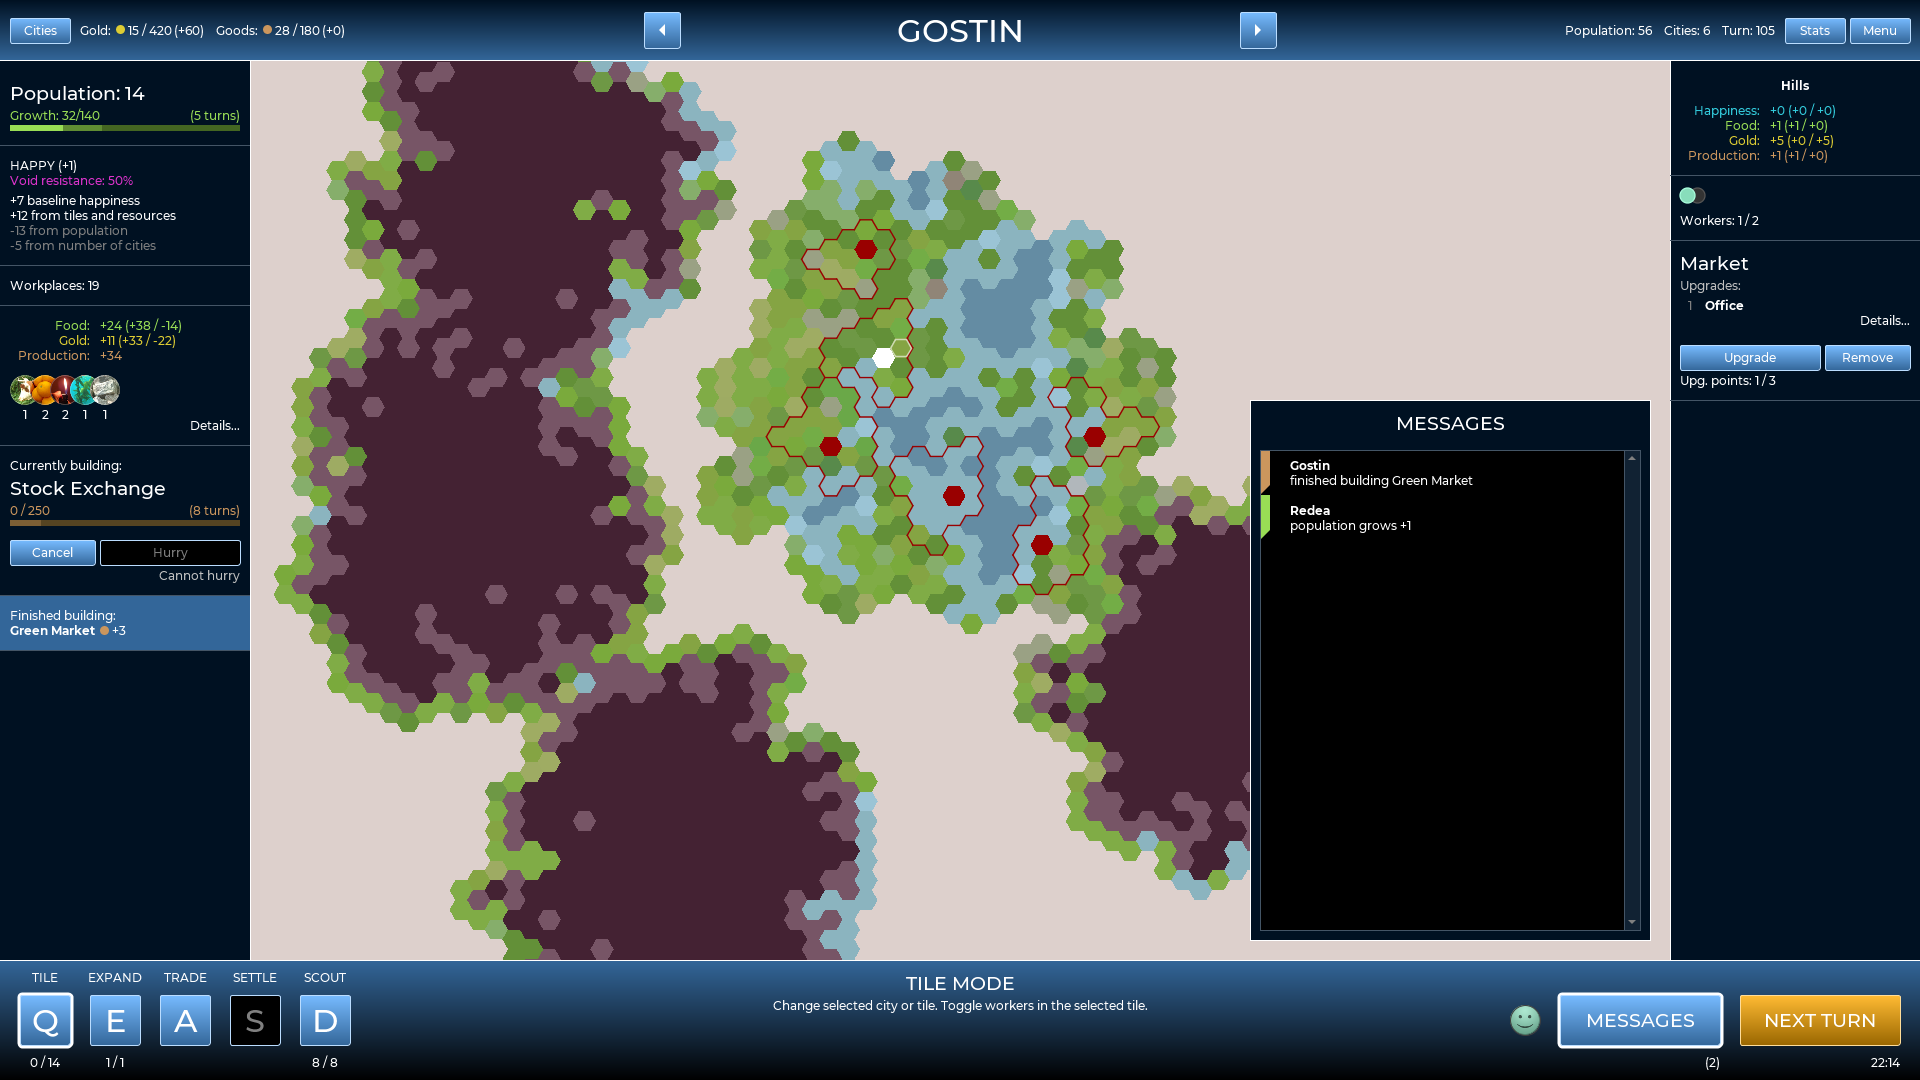 Cities
Gold: 15 / 420 (+60) Goods: 28 / 180 (+0)
GOSTIN
Population: 56 Cities: 6 Turn: 105
Stats
Menu
Population: 14
Growth: 32/140 (5 turns)
HAPPY (+1)
Void resistance: 50%
+7 baseline happiness
+12 from tiles and resources
-13 from population
-5 from number of cities
Workplaces: 19
Food: +24 (+38 / -14)
Gold: +11 (+33 / -22)
Production: +34
1 2 2 1 1
Details...
Currently building:
Stock Exchange
0 / 250 (8 turns)
Cancel
Hurry
Cannot hurry
Finished building:
Green Market +3
Hills
Happiness: +0 (+0 / +0)
Food: +1 (+1 / +0)
Gold: +5 (+0 / +5)
Production: +1 (+1 / +0)
Workers: 1 / 2
Market
Upgrades:
1 Office
Details...
Upgrade
Remove
Upg. points: 1 / 3
MESSAGES
Gostin
finished building Green Market
Redea
population grows +1
TILE EXPAND TRADE SETTLE SCOUT
Q E A S D
0 / 14 1 / 1 8 / 8
TILE MODE
Change selected city or tile. Toggle workers in the selected tile.
MESSAGES
(2)
NEXT TURN
22:14